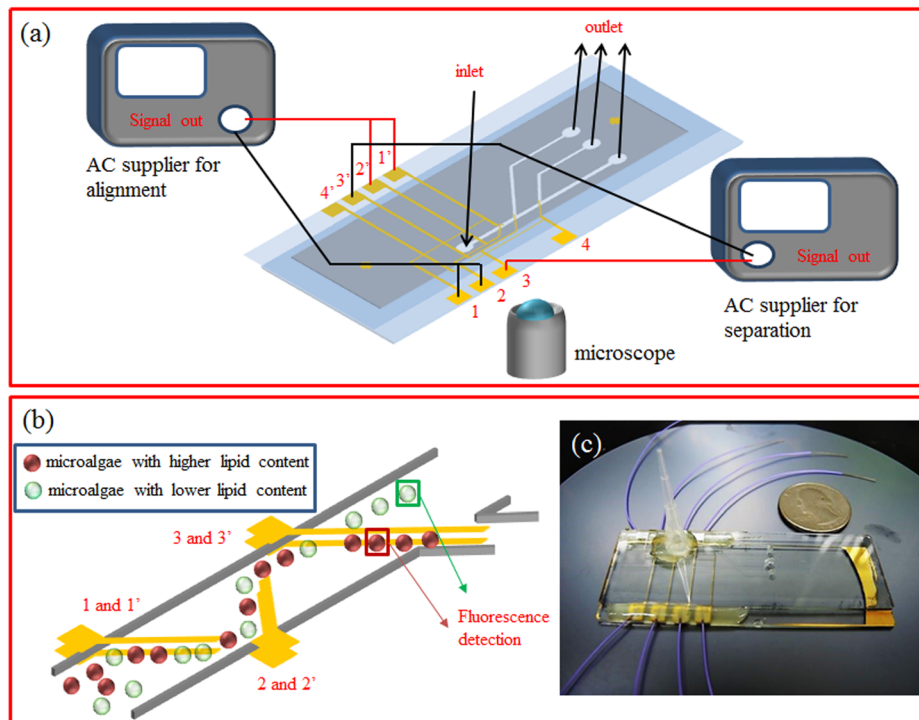 (a)
outlet
inlet
Signal out
AC supplier for
alignment
1'
2'
3'
4'
4
3
2
1
Signal out
AC supplier for
separation
microscope
(b)
microalgae with higher lipid content
microalgae with lower lipid content
3 and 3'
1 and 1'
2 and 2'
Fluorescence
detection
(c)